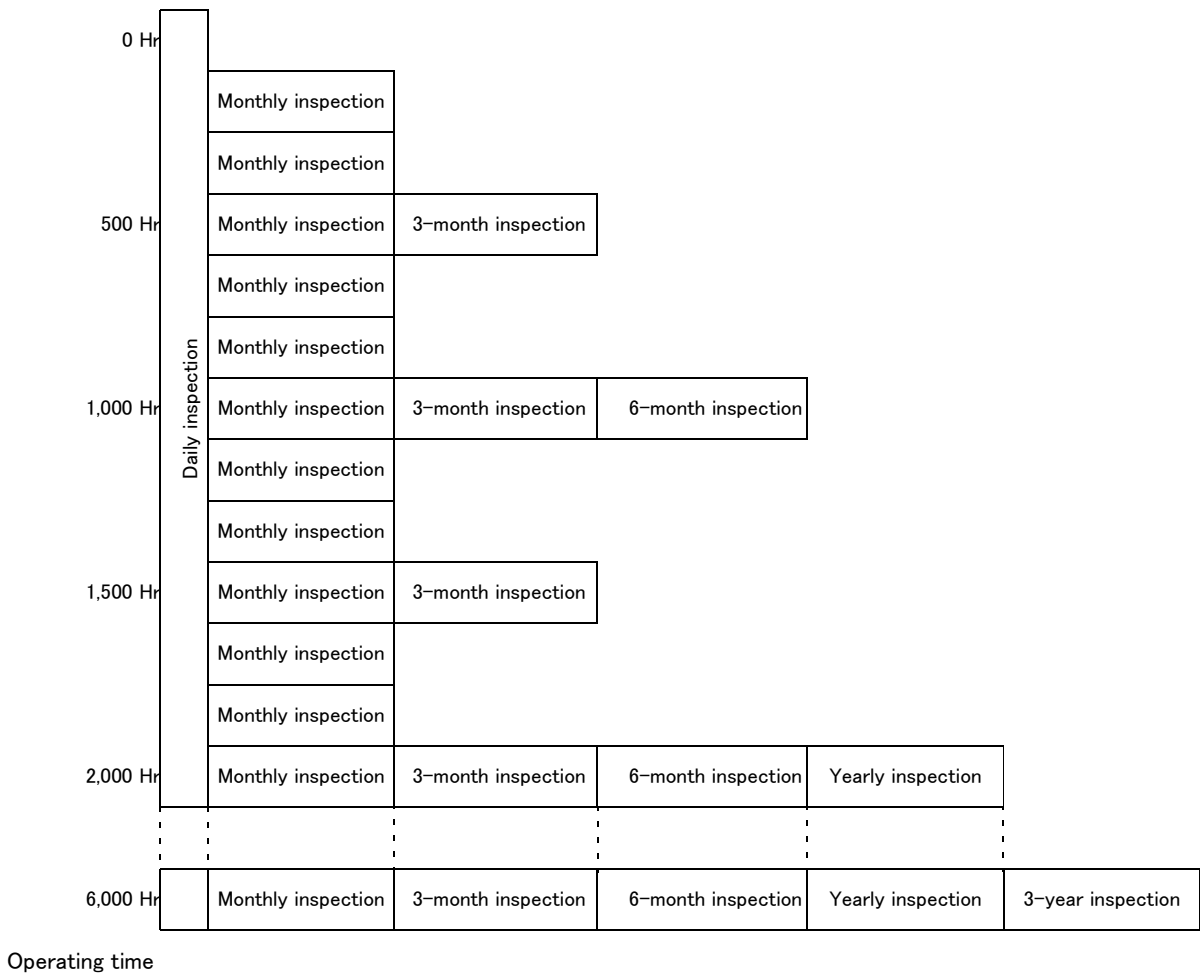 0 Hr
Monthly inspection
Monthly inspection
500 Hr Monthly inspection 3-month inspection
Monthly inspection
Monthly inspection
Daily inspection
1,000 Hr Monthly inspection 3-month inspection 6-month inspection
Monthly inspection
Monthly inspection
1,500 Hr Monthly inspection 3-month inspection
Monthly inspection
Monthly inspection
2,000 Hr Monthly inspection 3-month inspection 6-month inspection Yearly inspection
6,000 Hr Monthly inspection 3-month inspection 6-month inspection Yearly inspection 3-year inspection
Operating time